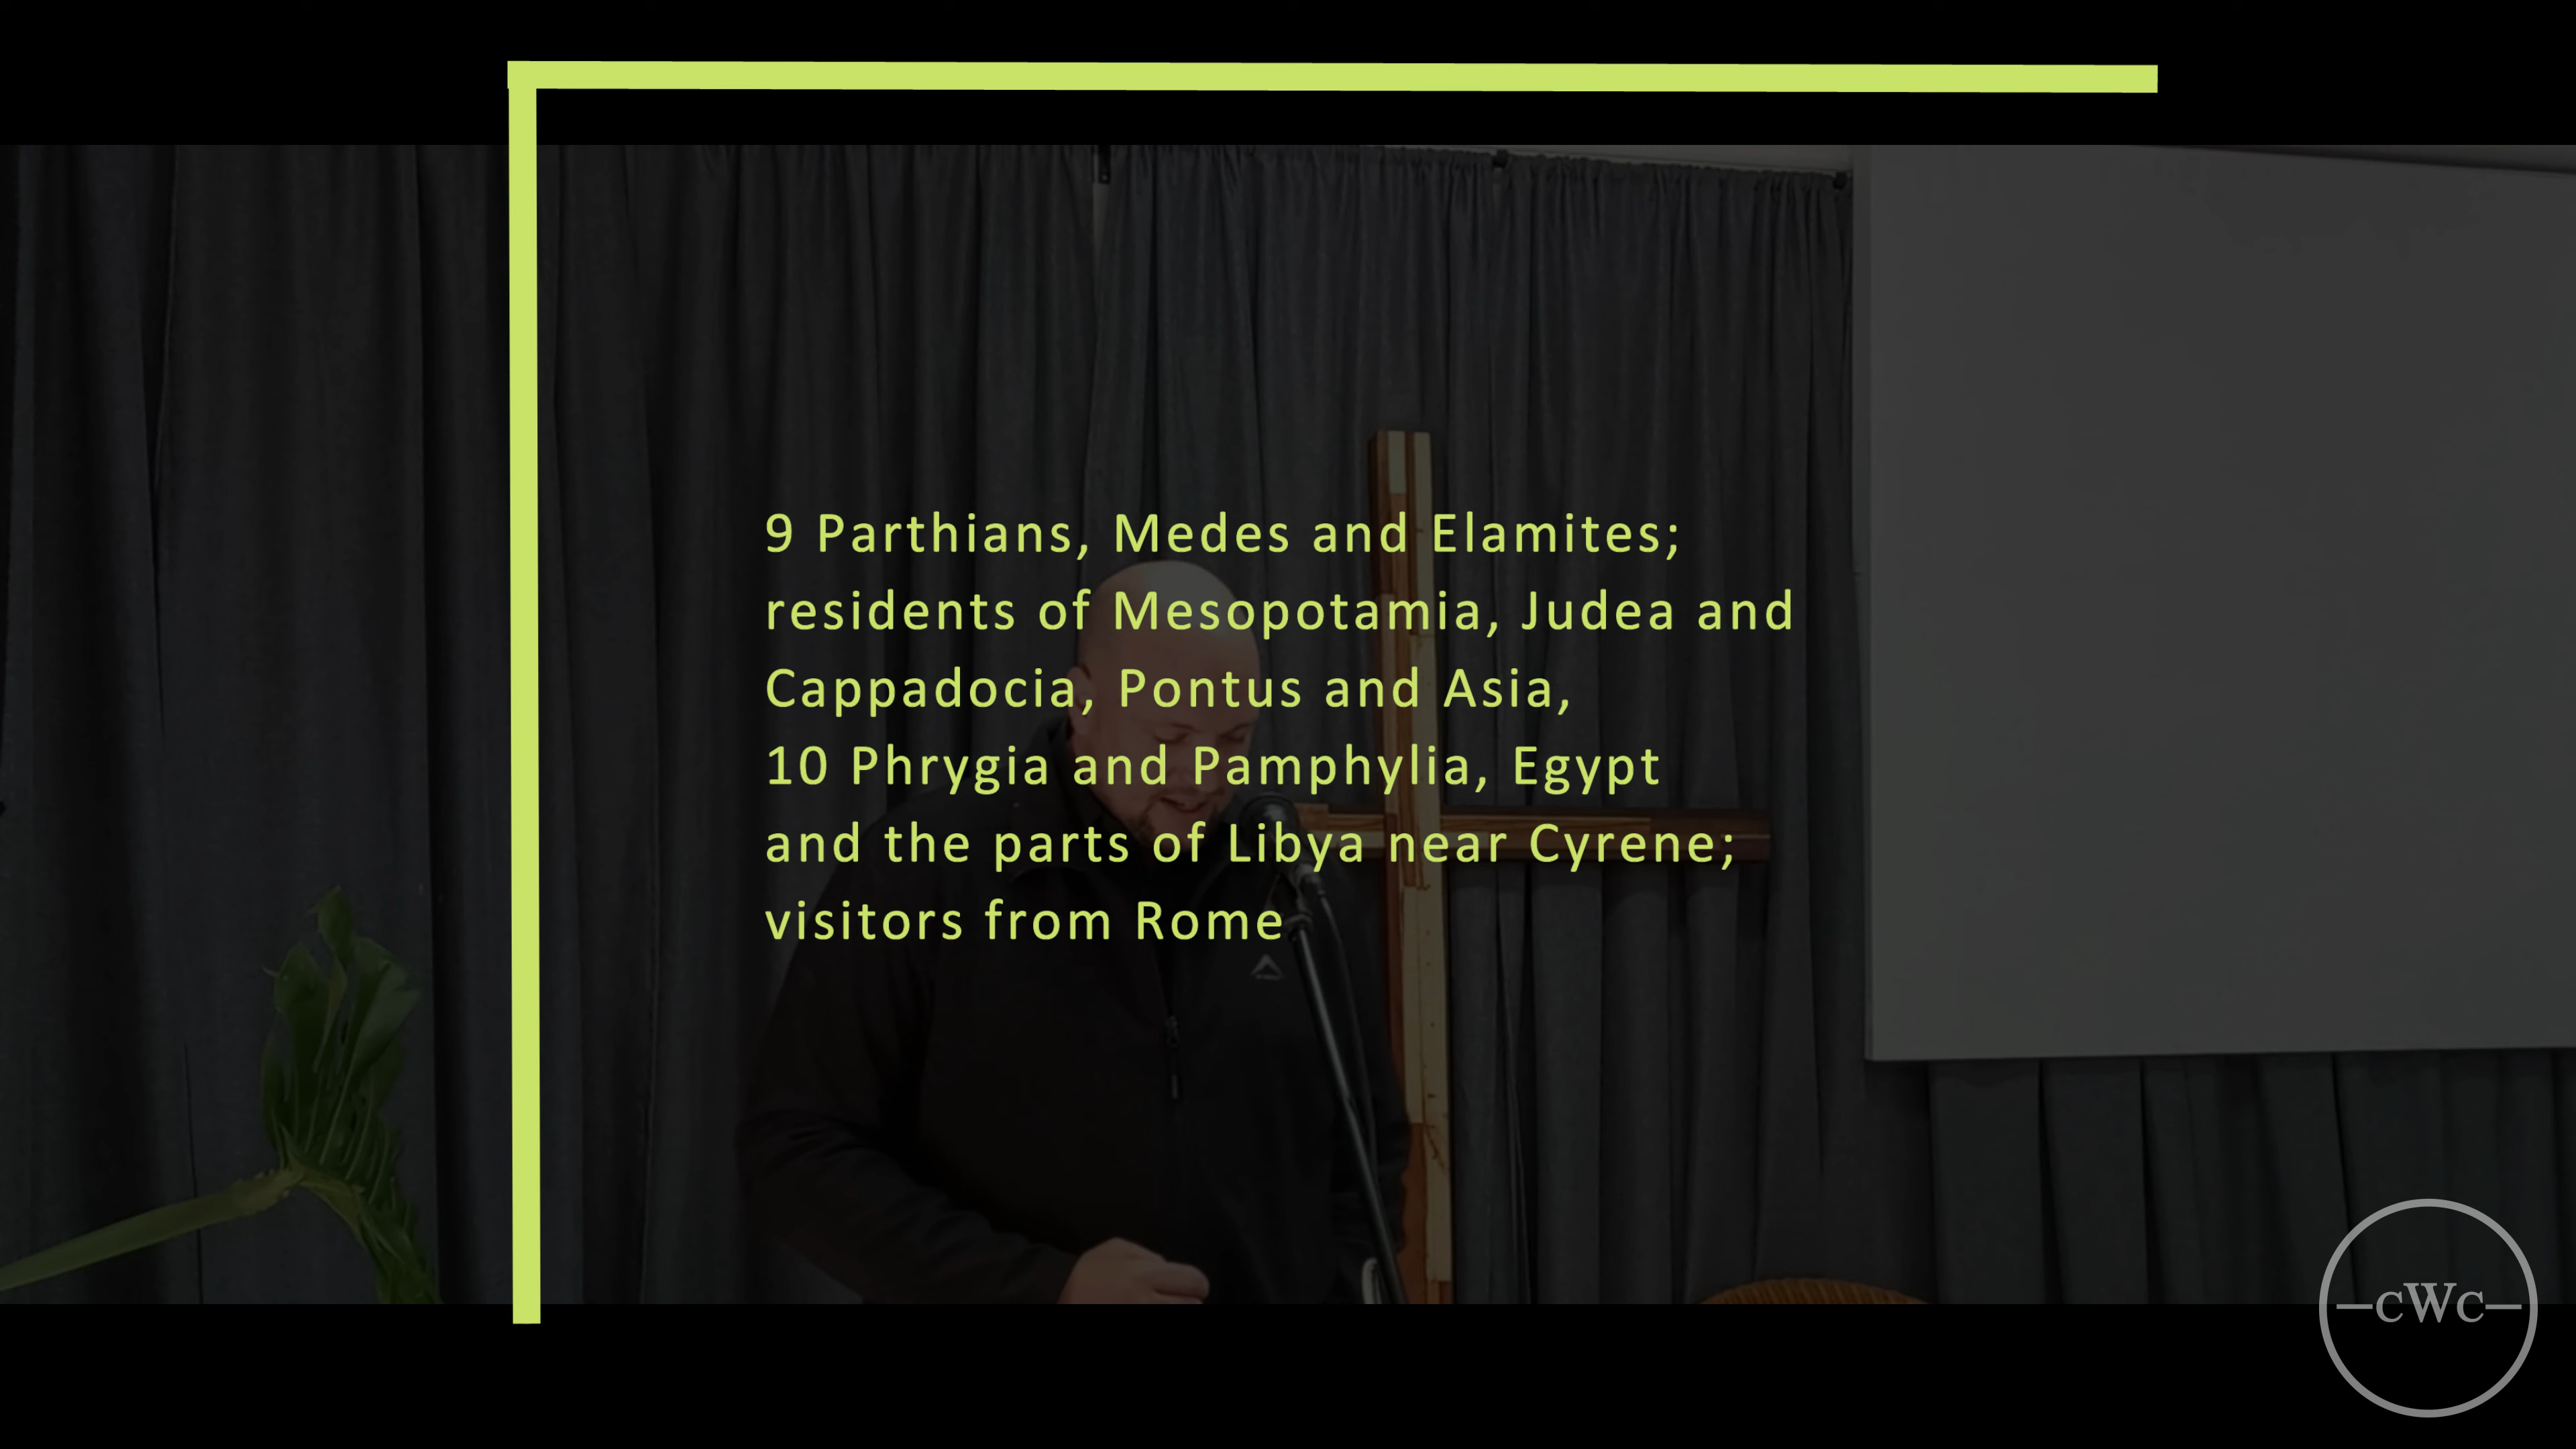 9 Parthians, Medes and Elamites;
residents of Mesopotamia, Judea and
Cappadocia, Pontus and Asia,
10 Phrygia and Pamphylia, Egypt
and the parts of Libya near Cyrene;
visitors from Rome
cWc